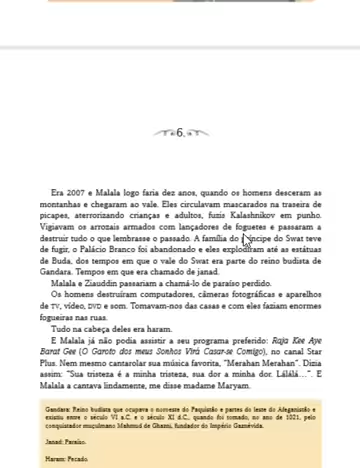 6.
Era 2007 e Malala logo faria dez anos, quando os homens desceram as
montanhas e chegaram ao vale. Eles circulavam mascarados na traseira de
picapes, aterrorizando crianças e adultos, fuzis Kalashnikov em punho.
Vigiavam os arrozais armados com lançadores de foguetes e passaram a
destruir tudo o que lembrasse o passado. A família do príncipe do Swat teve
de fugir, o Palácio Branco foi abandonado e eles explodiram até as estátuas
de Buda, dos tempos em que o vale do Swat era parte do reino budista de
Gandara. Tempos em que era chamado de janad.
Malala e Ziauddin passariam a chamá-lo de paraíso perdido.
Os homens destruíram computadores, câmeras fotográficas e aparelhos
de TV, vídeo, DVD e som. Tomavam-nos das casas e com eles faziam enormes
fogueiras nas ruas.
Tudo na cabeça deles era haram.
E Malala já não podia assistir a seu programa preferido: Raja Kee Aye
Barat Gee (O Garoto dos meus Sonhos Virá Casar-se Comigo), no canal Star
Plus. Nem mesmo cantarolar sua música favorita, “Merahan Merahan”. Dizia
assim: “Sua tristeza é a minha tristeza, sua dor a minha dor. Lálálá…”. E
Malala a cantava lindamente, me disse madame Maryam.
Gandara: Reino budista que ocupava o noroeste do Paquistão e partes do leste do Afeganistão e
existiu entre o século VI a.C. e o século XI d.C., quando foi tomado, no ano de 1021, pelo
conquistador muçulmano Mahmud de Ghazni, fundador do Império Gaznévida.
Janad: Paraíso.
Haram: Pecado.